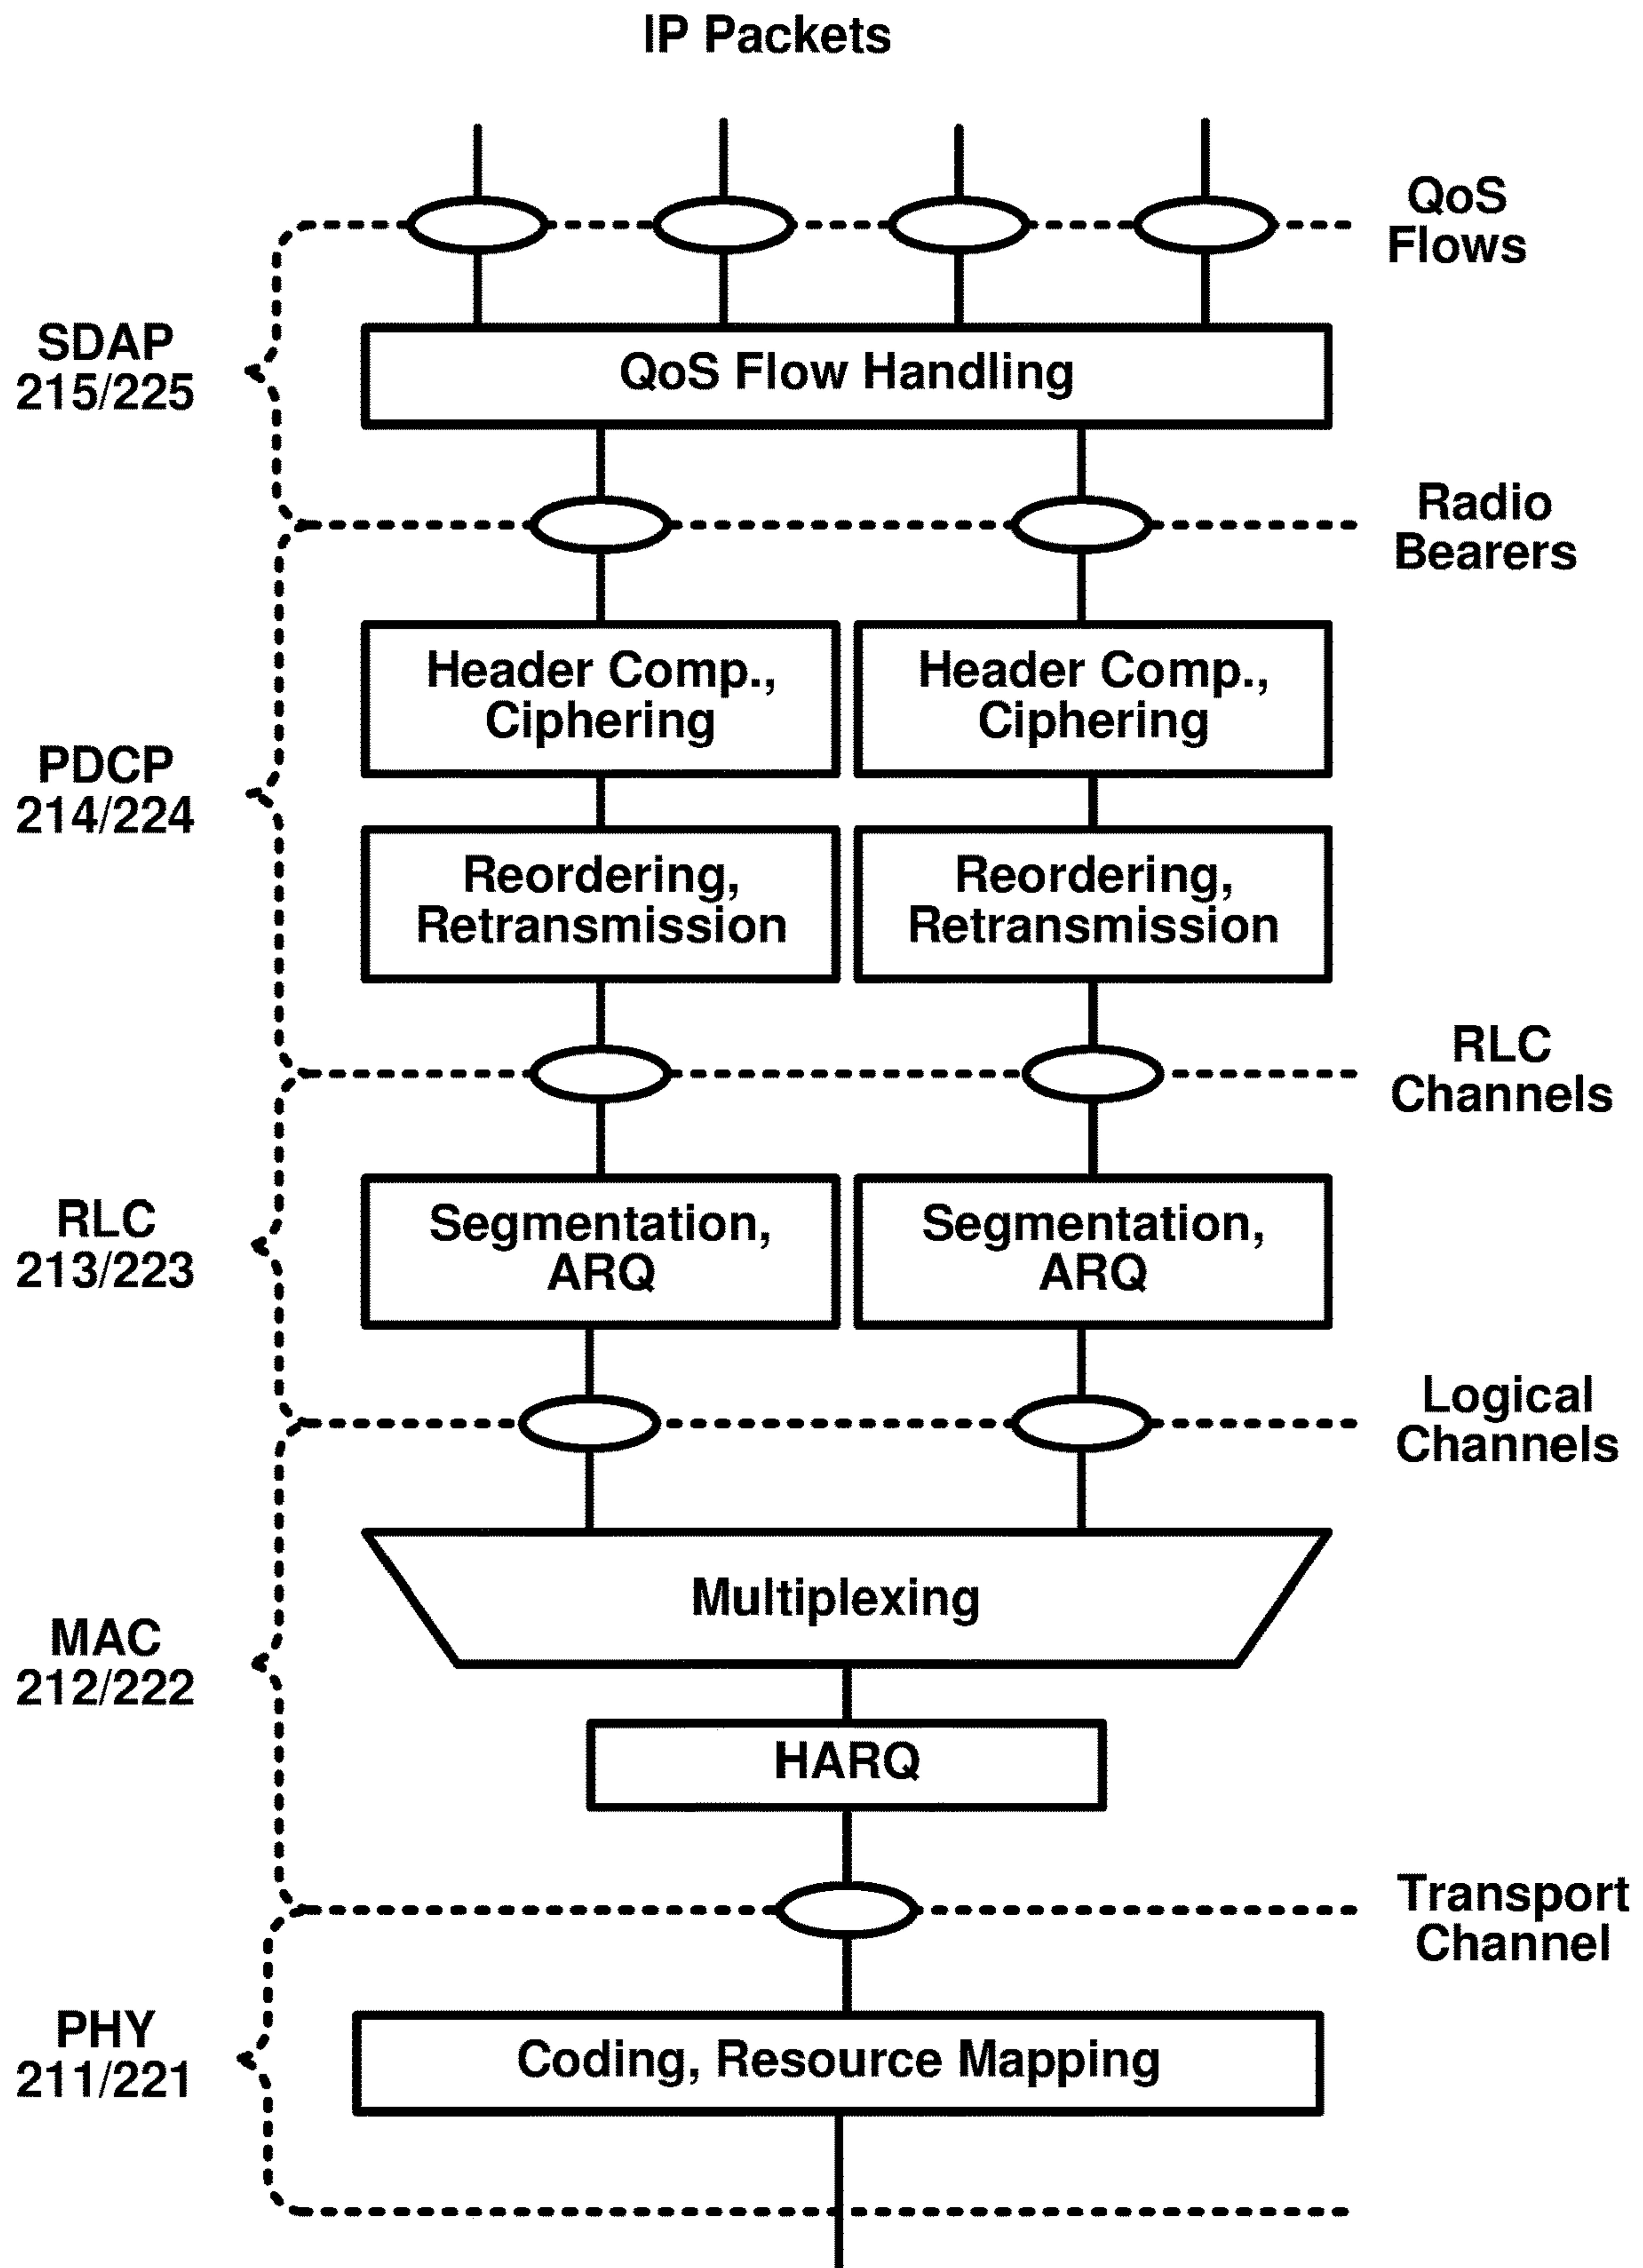 IP Packets
QoS
Flows
SDAP
215/225
QoS Flow Handling
Radio
Bearers
Header Comp.,
Ciphering
Header Comp.,
Ciphering
PDCP
214/224
Reordering,
Retransmission
Reordering,
Retransmission
RLC
Channels
RLC
213/223
Segmentation,
ARQ
Segmentation,
ARQ
Logical
Channels
Multiplexing
MAC
212/222
HARQ
Transport
Channel
PHY
211/221
Coding, Resource Mapping